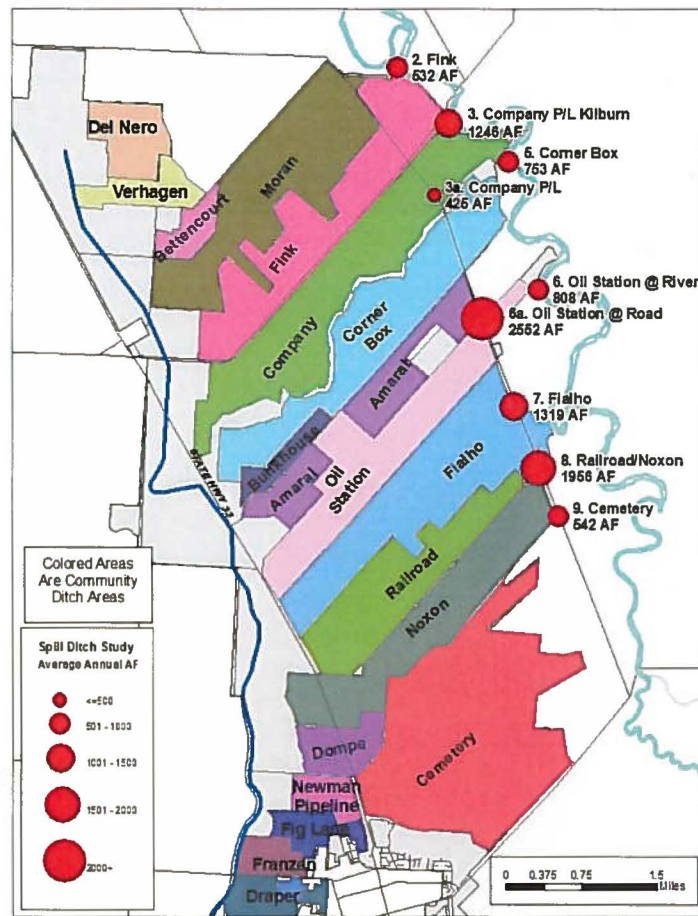 2. Fink
532 AF
3. Company P/L Kilburn
1246 AF
5. Corner Box
753 AF
3a. Company P/L
425 AF
6. Oil Station @ River
808 AF
6a. Oil Station @ Road
2552 AF
7. Fialho
1319 AF
8. Railroad/Noxon
1956 AF
9. Cemetery
542 AF
Del Nero
Verhagen
Bettencourt
Moran
Fink
Company
Corner
Box
Amaral
Bunkhouse
Amaral
Oil
Station
Fialho
Railroad
Noxon
STATE HWY 33
Cemetery
Dompe
Newman
Pipeline
Fig Lane
Franzen
Draper
Colored Areas
Are Community
Ditch Areas
Spill Ditch Study
Average Annual AF
<=500
501 - 1000
1001 - 1500
1501 - 2000
2000+
0 0.375 0.75 1.5
Miles